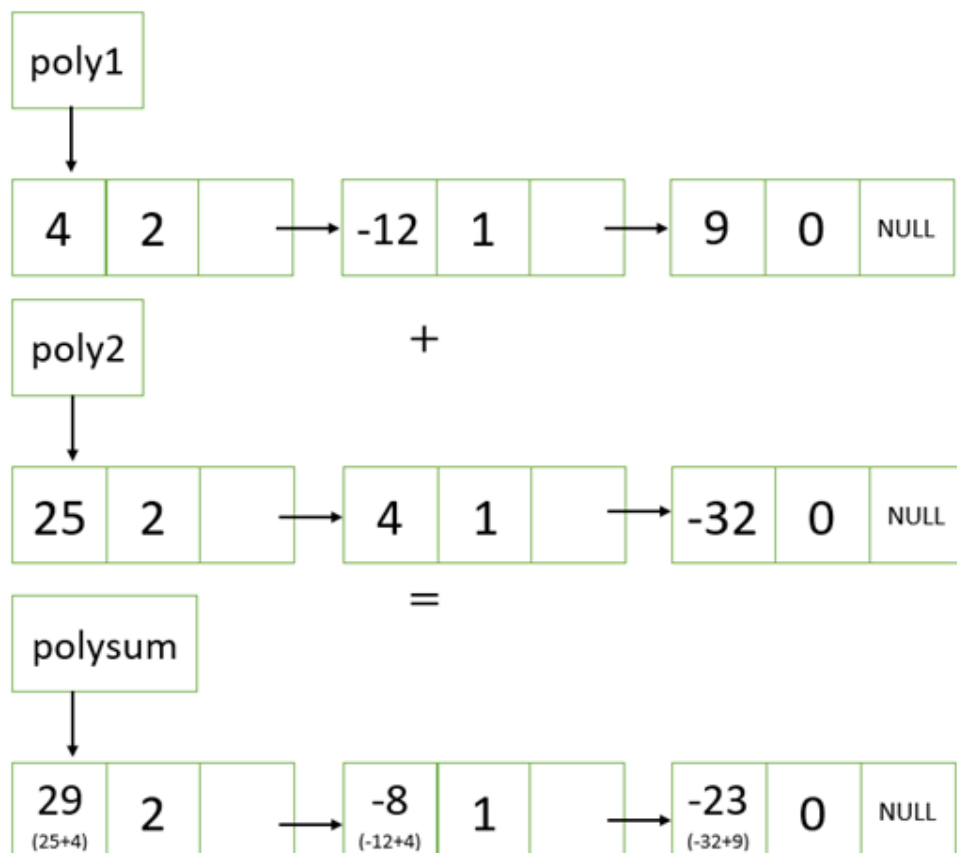 poly1
4 2 -12 1 9 0 NULL
+
poly2
25 2 4 1 -32 0 NULL
=
polysum
29 2 -8 1 -23 0 NULL
(25+4) (-12+4) (-32+9)